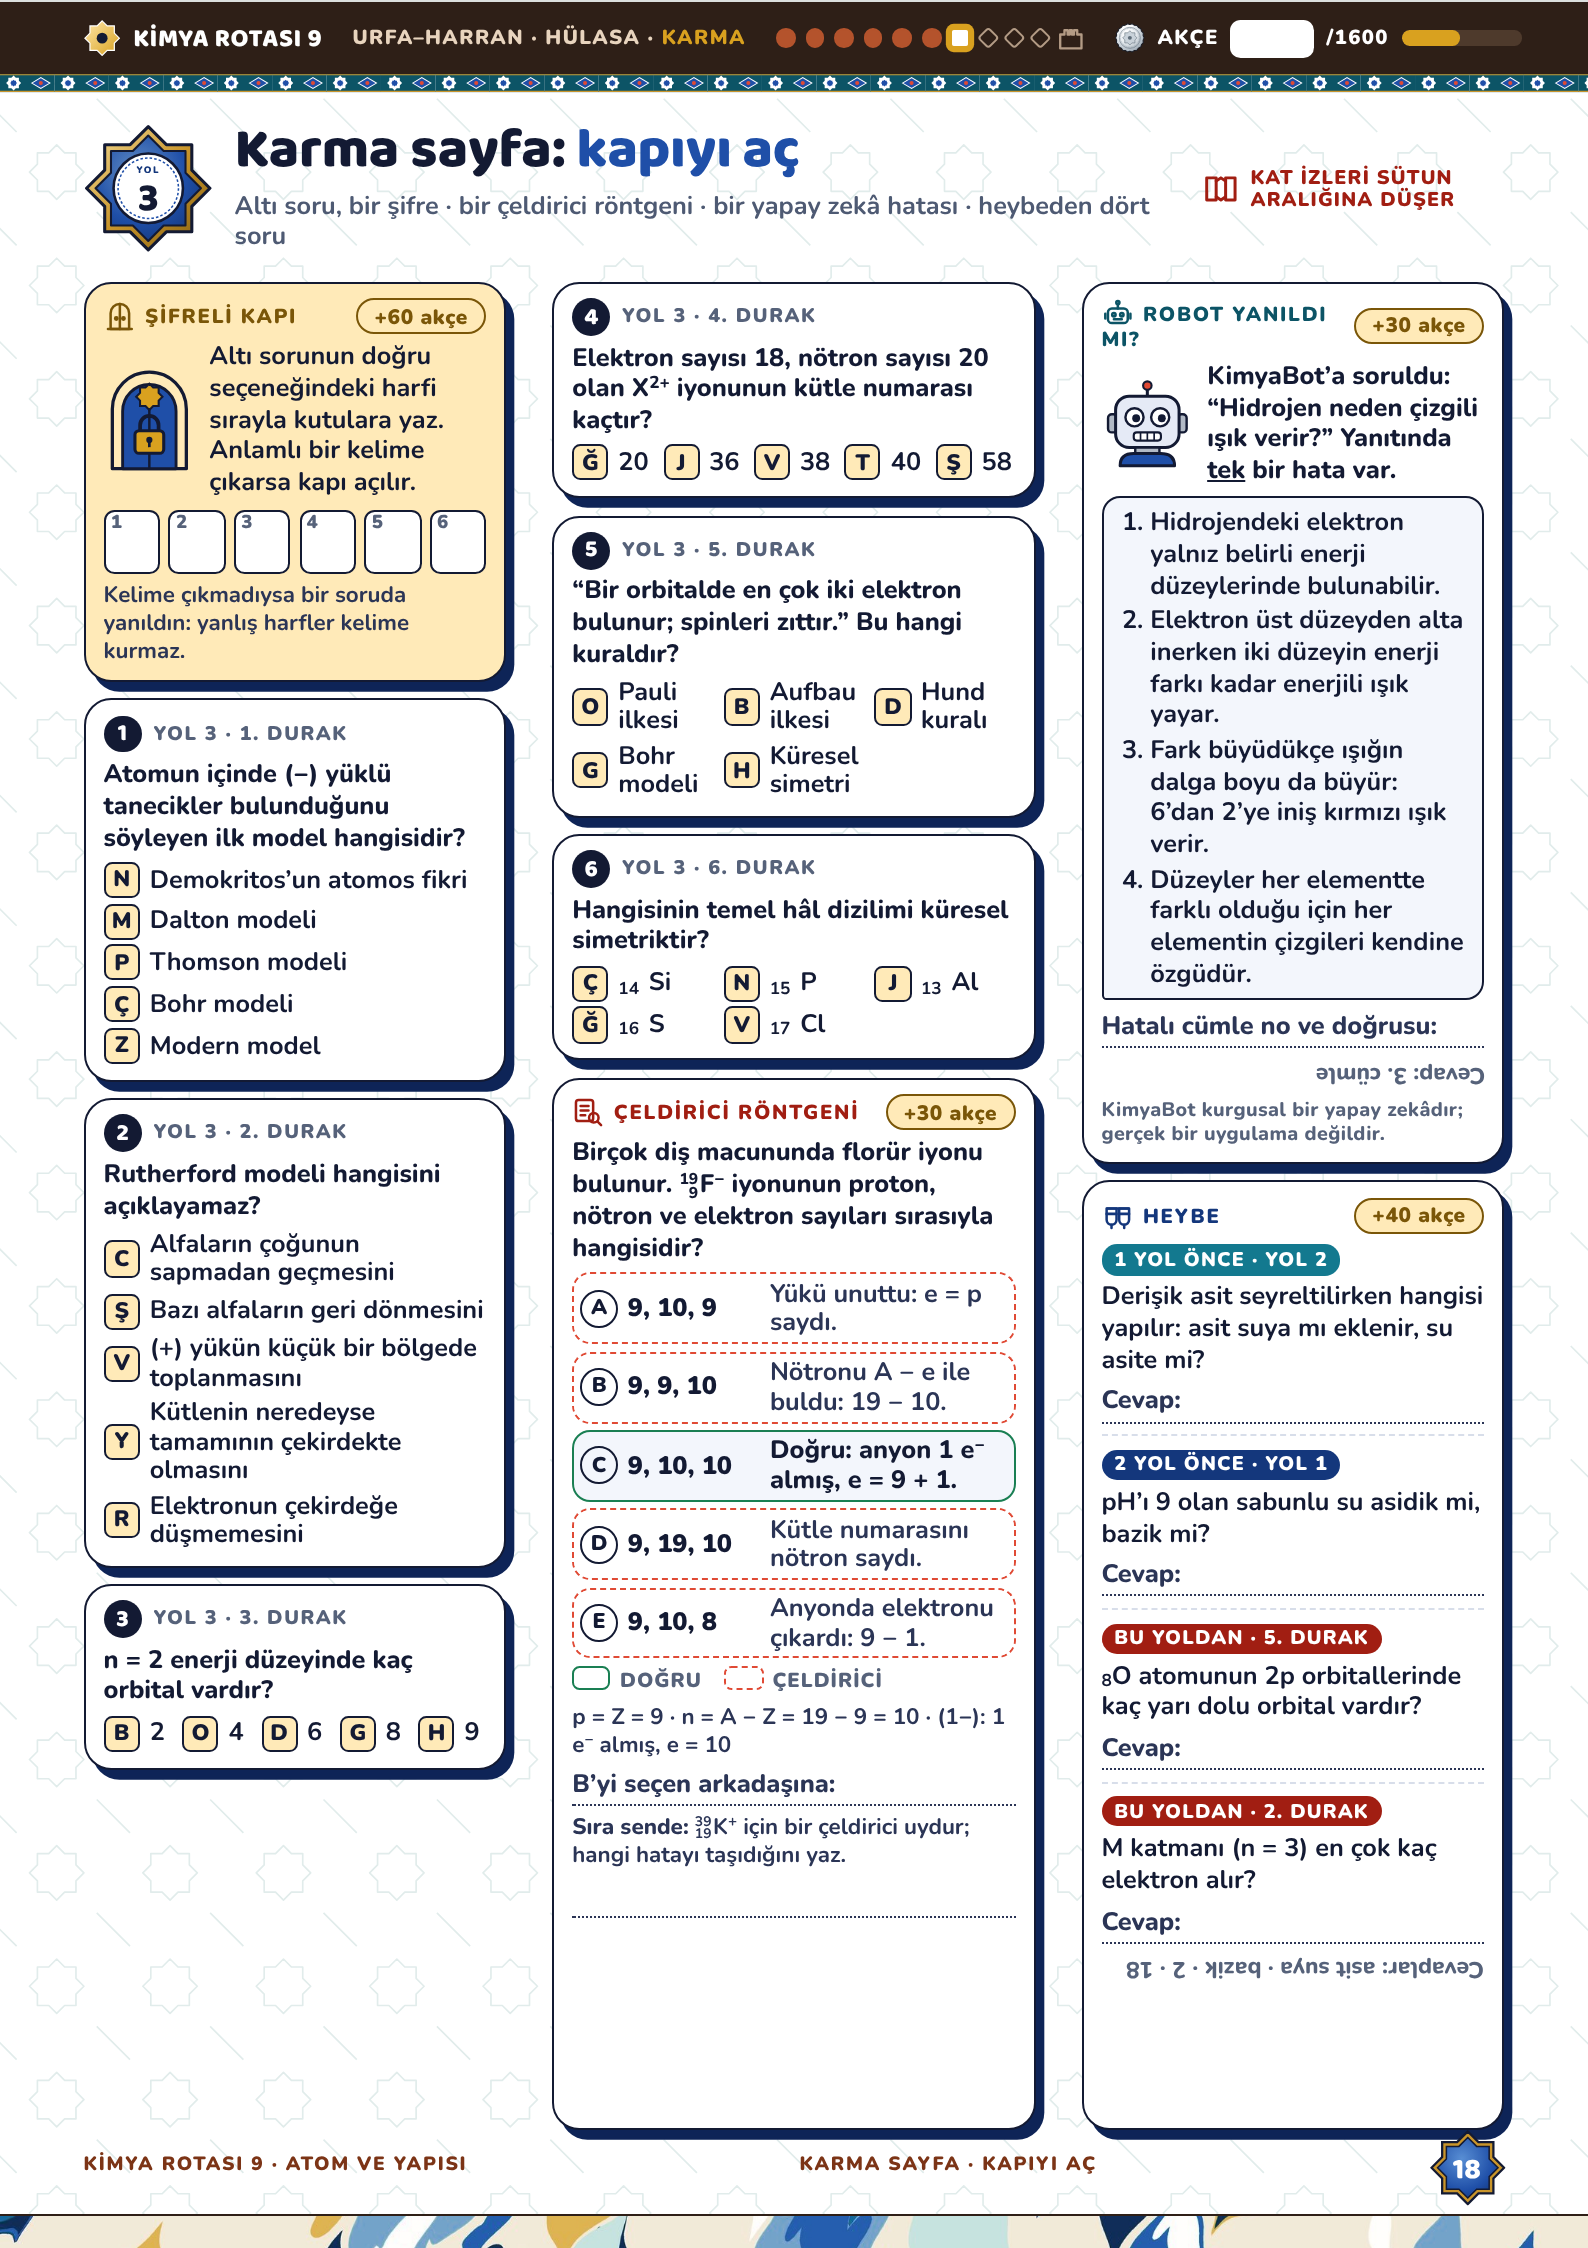 KİMYA ROTASI 9
URFA–HARRAN · HÜLASA · KARMA
AKÇE
/1600
YOL
3
Karma sayfa: kapıyı aç
Altı soru, bir şifre · bir çeldirici röntgeni · bir yapay zekâ hatası · heybeden dört
soru
KAT İZLERİ SÜTUN
ARALIĞINA DÜŞER
ŞİFRELİ KAPI
+60 akçe
Altı sorunun doğru
seçeneğindeki harfi
sırayla kutulara yaz.
Anlamlı bir kelime
çıkarsa kapı açılır.
1 2 3 4 5 6
Kelime çıkmadıysa bir soruda
yanıldın: yanlış harfler kelime
kurmaz.
1 YOL 3 · 1. DURAK
Atomun içinde (−) yüklü
tanecikler bulunduğunu
söyleyen ilk model hangisidir?
N Demokritos’un atomos fikri
M Dalton modeli
P Thomson modeli
Ç Bohr modeli
Z Modern model
2 YOL 3 · 2. DURAK
Rutherford modeli hangisini
açıklayamaz?
C Alfaların çoğunun
sapmadan geçmesini
Ş Bazı alfaların geri dönmesini
V (+) yükün küçük bir bölgede
toplanmasını
Y Kütlenin neredeyse
tamamının çekirdekte
olmasını
R Elektronun çekirdeğe
düşmemesini
3 YOL 3 · 3. DURAK
n = 2 enerji düzeyinde kaç
orbital vardır?
B 2 O 4 D 6 G 8 H 9
4 YOL 3 · 4. DURAK
Elektron sayısı 18, nötron sayısı 20
olan X²⁺ iyonunun kütle numarası
kaçtır?
Ğ 20 J 36 V 38 T 40 Ş 58
5 YOL 3 · 5. DURAK
“Bir orbitalde en çok iki elektron
bulunur; spinleri zıttır.” Bu hangi
kuraldır?
O Pauli ilkesi B Aufbau ilkesi D Hund kuralı
G Bohr modeli H Küresel simetri
6 YOL 3 · 6. DURAK
Hangisinin temel hâl dizilimi küresel
simetriktir?
Ç ₁₄ Si N ₁₅ P J ₁₃ Al
Ğ ₁₆ S V ₁₇ Cl
ÇELDİRİCİ RÖNTGENİ
+30 akçe
Birçok diş macununda florür iyonu
bulunur. ¹⁹₉F⁻ iyonunun proton,
nötron ve elektron sayıları sırasıyla
hangisidir?
A 9, 10, 9 Yükü unuttu: e = p
saydı.
B 9, 9, 10 Nötronu A − e ile
buldu: 19 − 10.
C 9, 10, 10 Doğru: anyon 1 e⁻
almış, e = 9 + 1.
D 9, 19, 10 Kütle numarasını
nötron saydı.
E 9, 10, 8 Anyonda elektronu
çıkardı: 9 − 1.
DOĞRU ÇELDİRİCİ
p = Z = 9 · n = A − Z = 19 − 9 = 10 · (1−): 1
e⁻ almış, e = 10
B’yi seçen arkadaşına:
Sıra sende: ³⁹₁₉K⁺ için bir çeldirici uydur;
hangi hatayı taşıdığını yaz.
ROBOT YANILDI
MI?
+30 akçe
KimyaBot’a soruldu:
“Hidrojen neden çizgili
ışık verir?” Yanıtında
tek bir hata var.
1. Hidrojendeki elektron
yalnız belirli enerji
düzeylerinde bulunabilir.
2. Elektron üst düzeyden alta
inerken iki düzeyin enerji
farkı kadar enerjili ışık
yayar.
3. Fark büyüdükçe ışığın
dalga boyu da büyür:
6’dan 2’ye iniş kırmızı ışık
verir.
4. Düzeyler her elementte
farklı olduğu için her
elementin çizgileri kendine
özgüdür.
Hatalı cümle no ve doğrusu:
Cevap: 3. cümle
KimyaBot kurgusal bir yapay zekâdır;
gerçek bir uygulama değildir.
HEYBE
+40 akçe
1 YOL ÖNCE · YOL 2
Derişik asit seyreltilirken hangisi
yapılır: asit suya mı eklenir, su
asite mi?
Cevap:
2 YOL ÖNCE · YOL 1
pH’ı 9 olan sabunlu su asidik mi,
bazik mi?
Cevap:
BU YOLDAN · 5. DURAK
₈O atomunun 2p orbitallerinde
kaç yarı dolu orbital vardır?
Cevap:
BU YOLDAN · 2. DURAK
M katmanı (n = 3) en çok kaç
elektron alır?
Cevap:
Cevaplar: asit suya · bazik · 2 · 18
KİMYA ROTASI 9 · ATOM VE YAPISI
KARMA SAYFA · KAPIYI AÇ
18